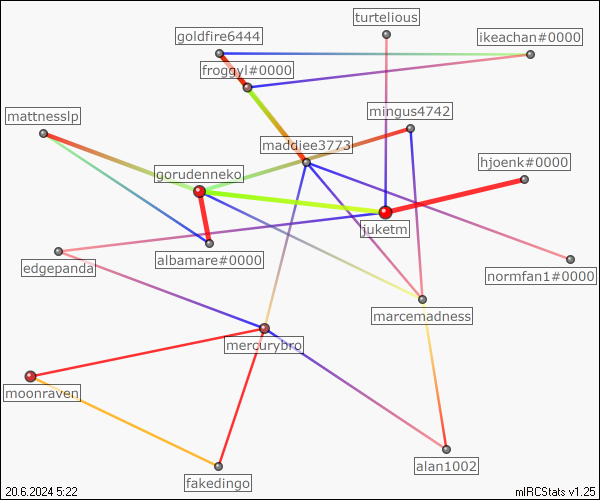 turtelious
goldfire6444
ikeachan#0000
froggyl#0000
mattnesslp
mingus4742
maddiee3773
hjoenk#0000
gorudenneko
juketm
edgepanda
albamare#0000
normfan1#0000
marcemadness
mercurybro
moonraven
alan1002
fakedingo
20.6.2024 5:22
mIRCStats v1.25